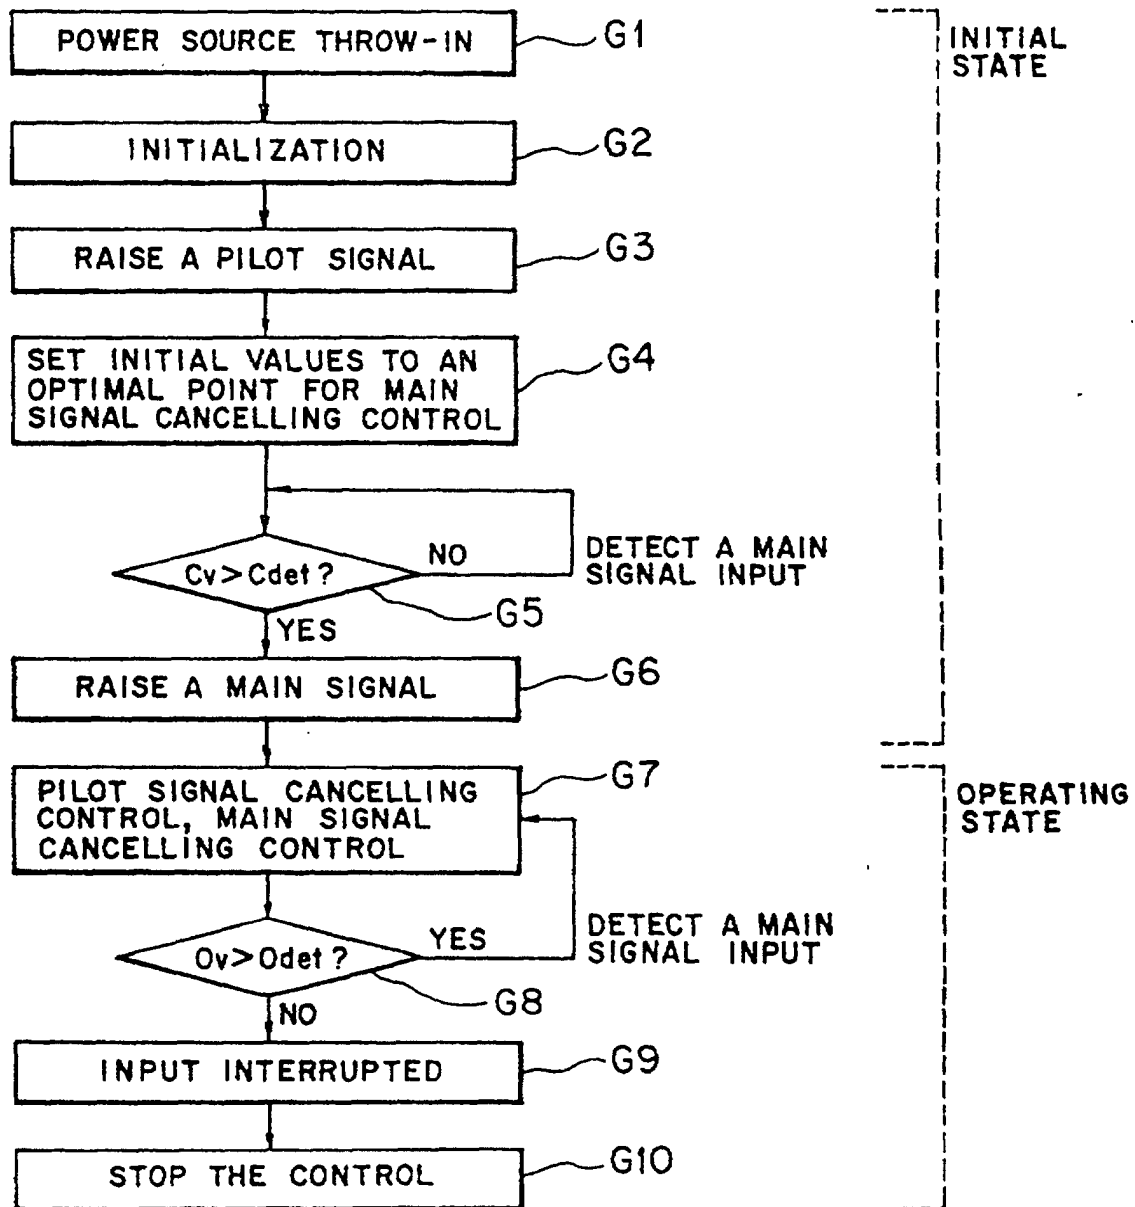 POWER SOURCE THROW-IN
G1
INITIAL
STATE
INITIALIZATION
G2
RAISE A PILOT SIGNAL
G3
SET INITIAL VALUES TO AN
OPTIMAL POINT FOR MAIN
SIGNAL CANCELLING CONTROL
G4
Cv>Cdet?
NO
DETECT A MAIN
SIGNAL INPUT
G5
YES
RAISE A MAIN SIGNAL
G6
PILOT SIGNAL CANCELLING
CONTROL, MAIN SIGNAL
CANCELLING CONTROL
G7
OPERATING
STATE
Ov>Odet?
YES
DETECT A MAIN
SIGNAL INPUT
G8
NO
INPUT INTERRUPTED
G9
STOP THE CONTROL
G10